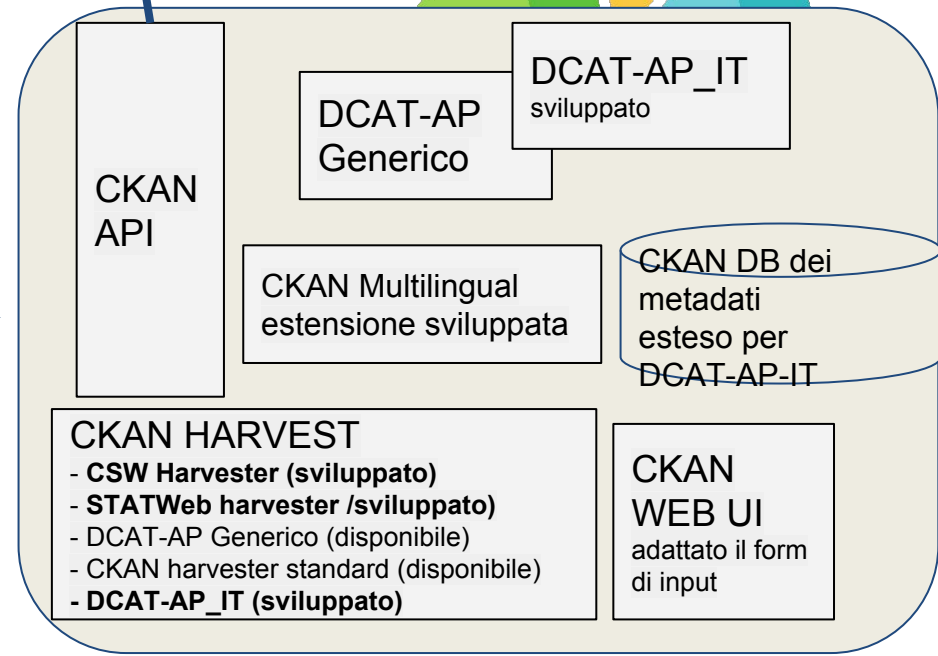 CKAN
API
DCAT-AP
Generico
DCAT-AP_IT
sviluppato
CKAN Multilingual
estensione sviluppata
CKAN DB dei
metadati
esteso per
DCAT-AP-IT
CKAN HARVEST
- CSW Harvester (sviluppato)
- STATWeb harvester /sviluppato)
- DCAT-AP Generico (disponibile)
- CKAN harvester standard (disponibile)
- DCAT-AP_IT (sviluppato)
CKAN
WEB UI
adattato il form
di input